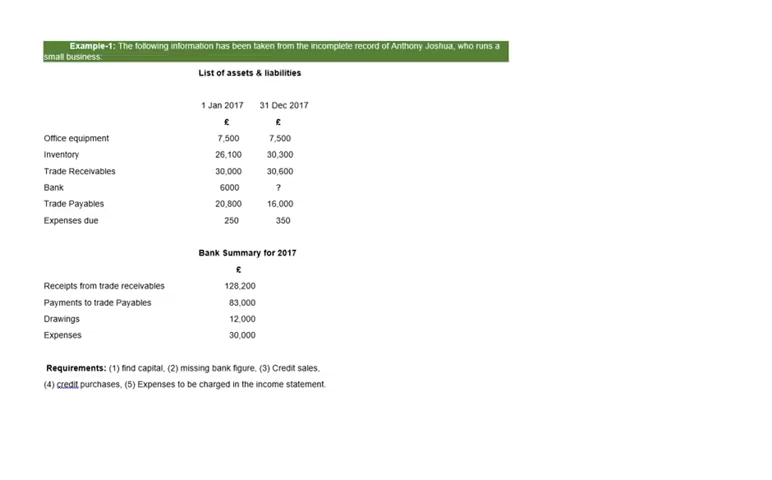 Example-1: The following information has been taken from the incomplete record of Anthony Joshua, who runs a
small business:
List of assets & liabilities
1 Jan 2017 31 Dec 2017
£ £
Office equipment 7,500 7,500
Inventory 26,100 30,300
Trade Receivables 30,000 30,600
Bank 6000 ?
Trade Payables 20,800 16,000
Expenses due 250 350
Bank Summary for 2017
£
Receipts from trade receivables 128,200
Payments to trade Payables 83,000
Drawings 12,000
Expenses 30,000
Requirements: (1) find capital, (2) missing bank figure, (3) Credit sales,
(4) credit purchases, (5) Expenses to be charged in the income statement.